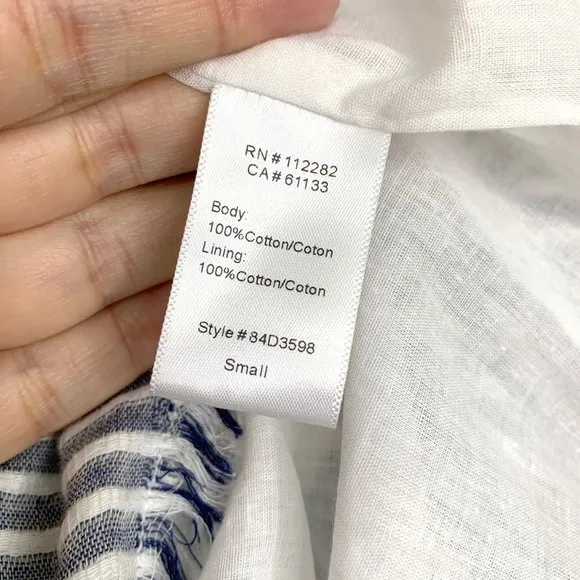 RN # 112282
CA # 61133
Body:
100%Cotton/Coton
Lining:
100%Cotton/Coton
Style # 84D3598
Small